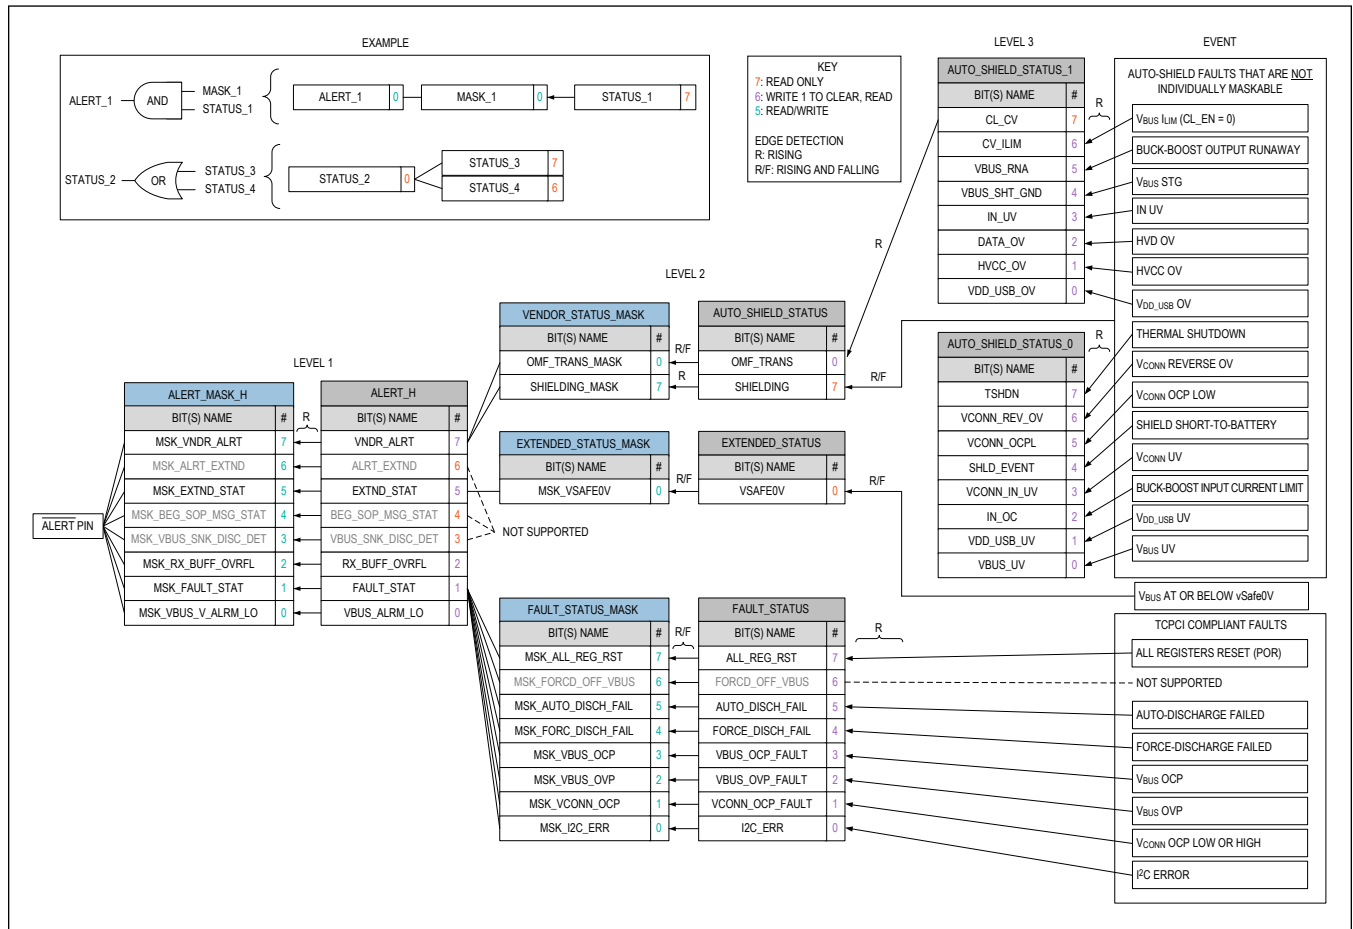 EXAMPLE
ALERT_1
AND
MASK_1
STATUS_1
ALERT_1 0
MASK_1 0
STATUS_1 7
STATUS_2
OR
STATUS_3
STATUS_4
STATUS_2 0
STATUS_3 7
STATUS_4 6
KEY
7: READ ONLY
6: WRITE 1 TO CLEAR, READ
5: READ/WRITE
EDGE DETECTION
R: RISING
R/F: RISING AND FALLING
LEVEL 3
AUTO_SHIELD_STATUS_1
BIT(S) NAME #
R
CL_CV 7
CV_ILIM 6
VBUS_RNA 5
VBUS_SHT_GND 4
IN_UV 3
DATA_OV 2
HVCC_OV 1
VDD_USB_OV 0
R
AUTO_SHIELD_STATUS_0
BIT(S) NAME #
R
TSHDN 7
VCONN_REV_OV 6
VCONN_OCPL 5
SHLD_EVENT 4
VCONN_IN_UV 3
IN_OC 2
VDD_USB_UV 1
VBUS_UV 0
EVENT
AUTO-SHIELD FAULTS THAT ARE NOT
INDIVIDUALLY MASKABLE
VBUS ILIM (CL_EN = 0)
BUCK-BOOST OUTPUT RUNAWAY
VBUS STG
IN UV
HVD OV
HVCC OV
VDD_USB OV
THERMAL SHUTDOWN
VCONN REVERSE OV
VCONN OCP LOW
SHIELD SHORT-TO-BATTERY
VCONN UV
BUCK-BOOST INPUT CURRENT LIMIT
VDD_USB UV
VBUS UV
VBUS AT OR BELOW vSafe0V
TCPCI COMPLIANT FAULTS
ALL REGISTERS RESET (POR)
NOT SUPPORTED
AUTO-DISCHARGE FAILED
FORCE-DISCHARGE FAILED
VBUS OCP
VBUS OVP
VCONN OCP LOW OR HIGH
I²C ERROR
LEVEL 2
VENDOR_STATUS_MASK
BIT(S) NAME #
OMF_TRANS_MASK 0
SHIELDING_MASK 7
R/F
R
AUTO_SHIELD_STATUS
BIT(S) NAME #
OMF_TRANS 0
SHIELDING 7
R/F
EXTENDED_STATUS_MASK
BIT(S) NAME #
MSK_VSAFE0V 0
R/F
EXTENDED_STATUS
BIT(S) NAME #
VSAFE0V 0
R/F
NOT SUPPORTED
FAULT_STATUS_MASK
BIT(S) NAME #
MSK_ALL_REG_RST 7
MSK_FORCD_OFF_VBUS 6
MSK_AUTO_DISCH_FAIL 5
MSK_FORC_DISCH_FAIL 4
MSK_VBUS_OCP 3
MSK_VBUS_OVP 2
MSK_VCONN_OCP 1
MSK_I2C_ERR 0
R/F
FAULT_STATUS
BIT(S) NAME #
ALL_REG_RST 7
FORCD_OFF_VBUS 6
AUTO_DISCH_FAIL 5
FORCE_DISCH_FAIL 4
VBUS_OCP_FAULT 3
VBUS_OVP_FAULT 2
VCONN_OCP_FAULT 1
I2C_ERR 0
R
LEVEL 1
ALERT_MASK_H
BIT(S) NAME #
MSK_VNDR_ALRT 7
MSK_ALRT_EXTND 6
MSK_EXTND_STAT 5
MSK_BEG_SOP_MSG_STAT 4
MSK_VBUS_SNK_DISC_DET 3
MSK_RX_BUFF_OVRFL 2
MSK_FAULT_STAT 1
MSK_VBUS_V_ALRM_LO 0
R
ALERT_H
BIT(S) NAME #
VNDR_ALRT 7
ALRT_EXTND 6
EXTND_STAT 5
BEG_SOP_MSG_STAT 4
VBUS_SNK_DISC_DET 3
RX_BUFF_OVRFL 2
FAULT_STAT 1
VBUS_ALRM_LO 0
ALERT PIN